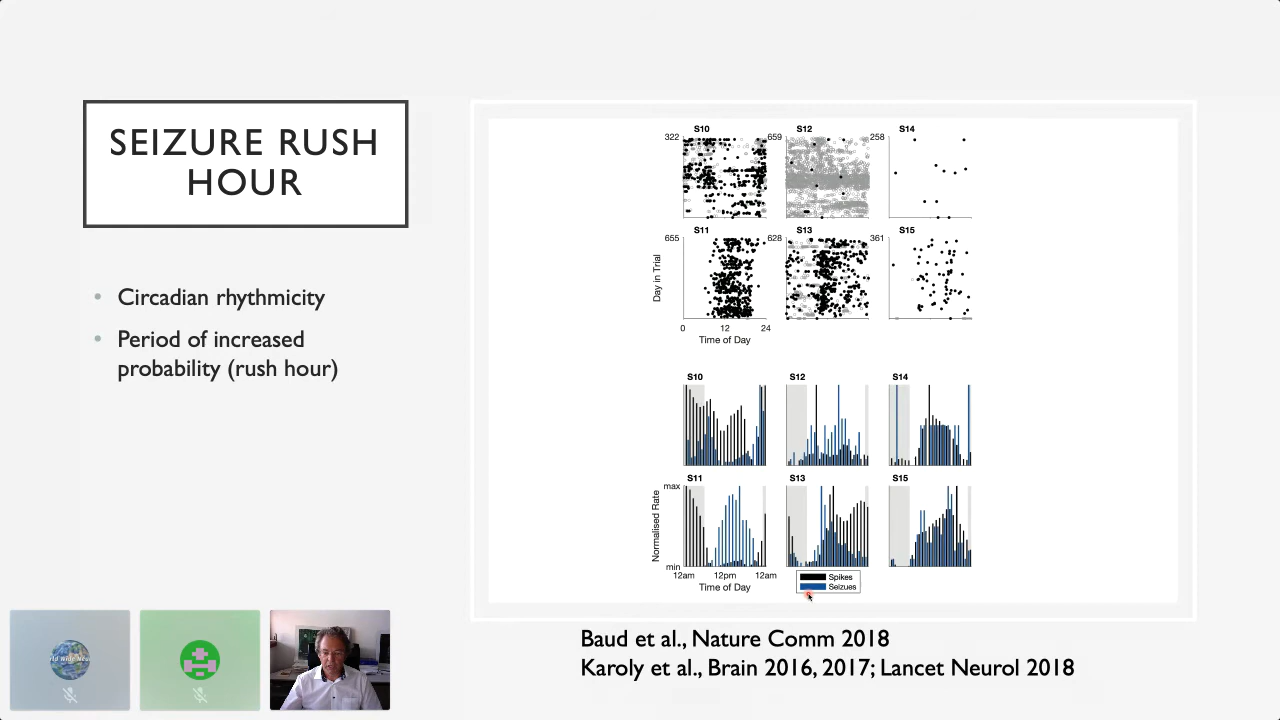 SEIZURE RUSH
HOUR
Circadian rhythmicity
Period of increased
probability (rush hour)
S10
S12
S14
322
659
258
S11
S13
S15
655
628
361
Day in Trial
0
12
24
Time of Day
S10
S12
S14
S11
S13
S15
max
Normalised Rate
min
12am
12pm
12am
Time of Day
Spikes
Seizues
Baud et al., Nature Comm 2018
Karoly et al., Brain 2016, 2017; Lancet Neurol 2018